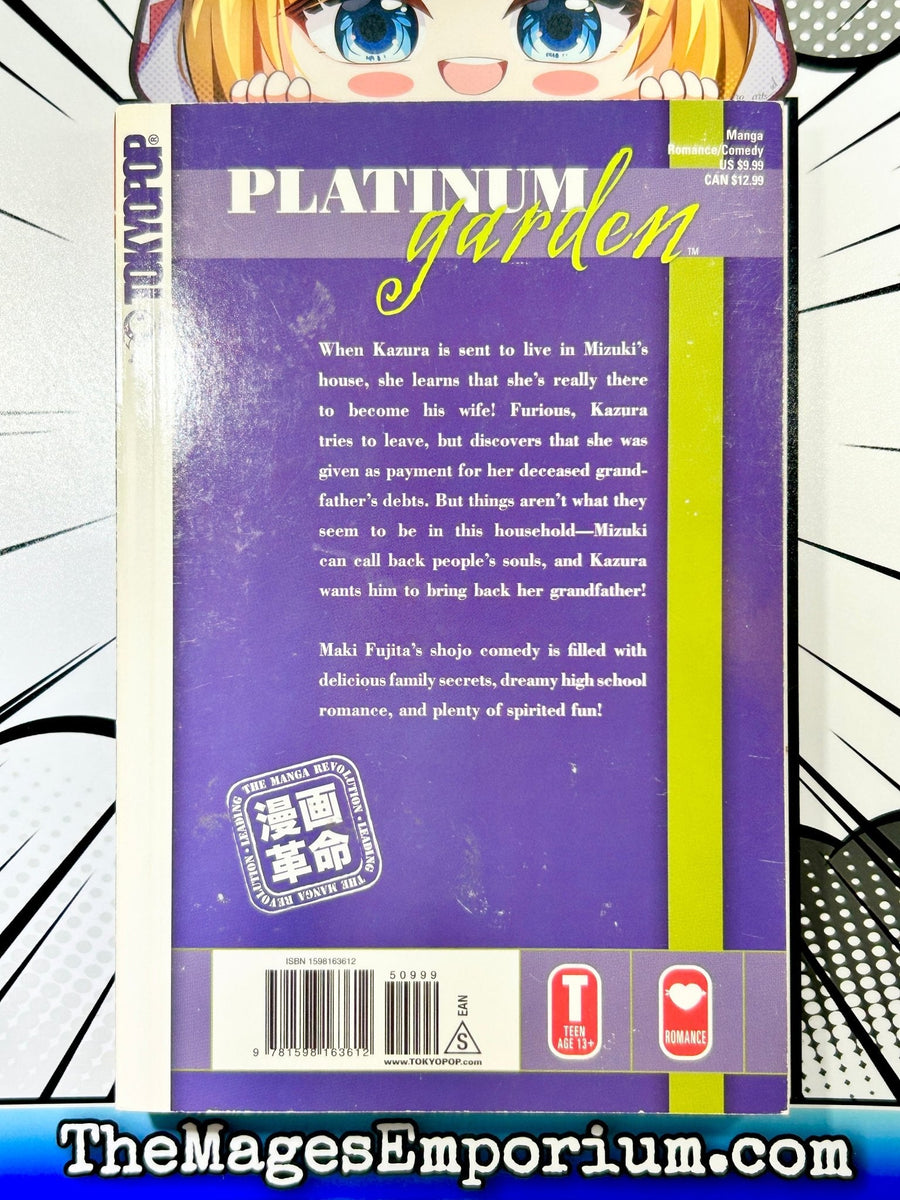 TOKYOPOP®
Manga
Romance/Comedy
US $9.99
CAN $12.99
PLATINUM
garden™
When Kazura is sent to live in Mizuki's
house, she learns that she's really there
to become his wife! Furious, Kazura
tries to leave, but discovers that she was
given as payment for her deceased grand-
father's debts. But things aren't what they
seem to be in this household—Mizuki
can call back people's souls, and Kazura
wants him to bring back her grandfather!
Maki Fujita's shojo comedy is filled with
delicious family secrets, dreamy high school
romance, and plenty of spirited fun!
LEADING THE MANGA REVOLUTION · LEADING THE MANGA REVOLUTION ·
漫画
革命
ISBN 1598163612
50999
9 781598 163612
EAN
S
www.TOKYOPOP.com
T
TEEN
AGE 13+
ROMANCE
TheMagesEmporium.com